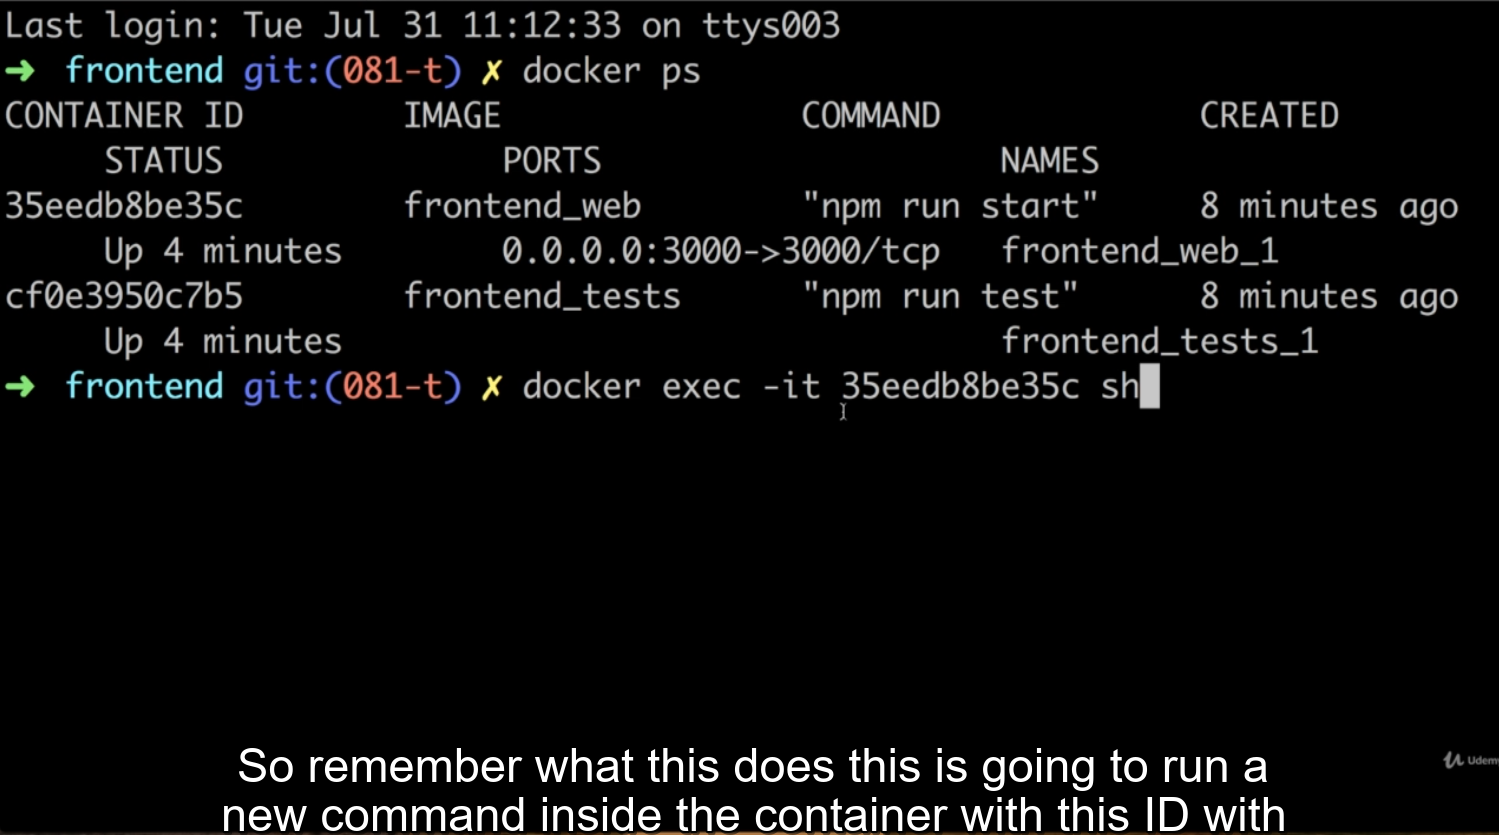 Last login: Tue Jul 31 11:12:33 on ttys003
➜ frontend git:(081-t) ✗ docker ps
CONTAINER ID IMAGE COMMAND CREATED
STATUS PORTS NAMES
35eedb8be35c frontend_web "npm run start" 8 minutes ago
Up 4 minutes 0.0.0.0:3000->3000/tcp frontend_web_1
cf0e3950c7b5 frontend_tests "npm run test" 8 minutes ago
Up 4 minutes frontend_tests_1
➜ frontend git:(081-t) ✗ docker exec -it 35eedb8be35c sh
Udemy
So remember what this does this is going to run a
new command inside the container with this ID with